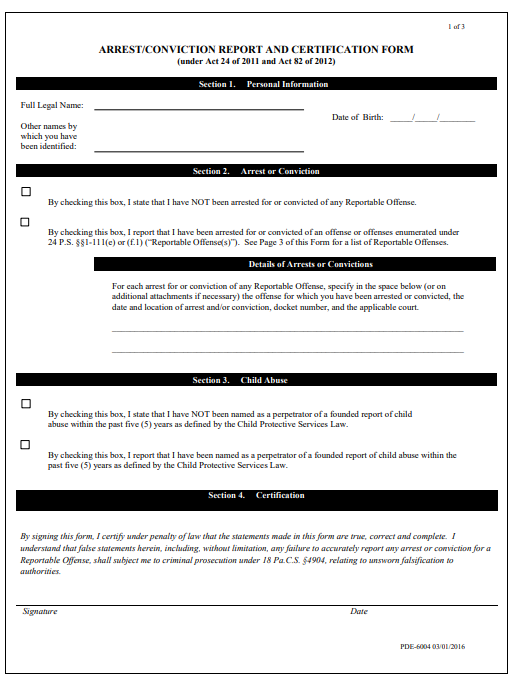 1 of 3
ARREST/CONVICTION REPORT AND CERTIFICATION FORM
(under Act 24 of 2011 and Act 82 of 2012)
Section 1. Personal Information
Full Legal Name: ____________________
Date of Birth: ____/____/_______
Other names by
which you have
been identified: ____________________
Section 2. Arrest or Conviction
By checking this box, I state that I have NOT been arrested for or convicted of any Reportable Offense.
By checking this box, I report that I have been arrested for or convicted of an offense or offenses enumerated under
24 P.S. §§1-111(e) or (f.1) ("Reportable Offense(s)"). See Page 3 of this Form for a list of Reportable Offenses.
Details of Arrests or Convictions
For each arrest for or conviction of any Reportable Offense, specify in the space below (or on
additional attachments if necessary) the offense for which you have been arrested or convicted, the
date and location of arrest and/or conviction, docket number, and the applicable court.
Section 3. Child Abuse
By checking this box, I state that I have NOT been named as a perpetrator of a founded report of child
abuse within the past five (5) years as defined by the Child Protective Services Law.
By checking this box, I report that I have been named as a perpetrator of a founded report of child abuse within the
past five (5) years as defined by the Child Protective Services Law.
Section 4. Certification
By signing this form, I certify under penalty of law that the statements made in this form are true, correct and complete. I
understand that false statements herein, including, without limitation, any failure to accurately report any arrest or conviction for a
Reportable Offense, shall subject me to criminal prosecution under 18 Pa.C.S. §4904, relating to unsworn falsification to
authorities.
Signature Date
PDE-6004 03/01/2016